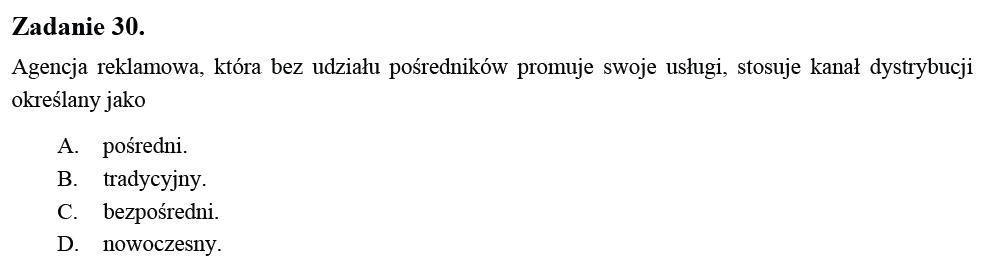 Zadanie 30.
Agencja reklamowa, która bez udziału pośredników promuje swoje usługi, stosuje kanał dystrybucji
określany jako
A. pośredni.
B. tradycyjny.
C. bezpośredni.
D. nowoczesny.